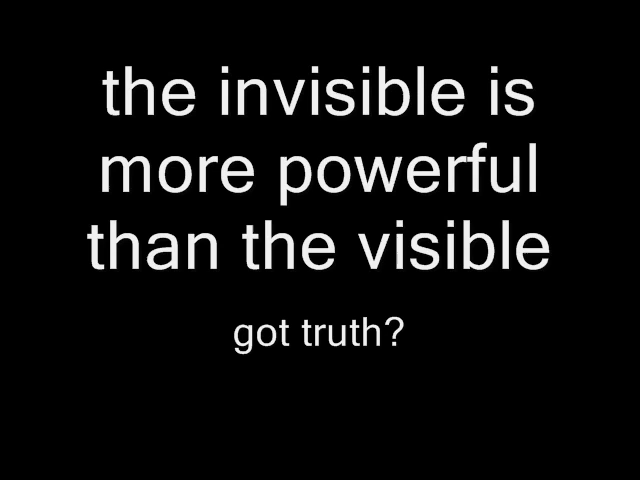 the invisible is
more powerful
than the visible
got truth?